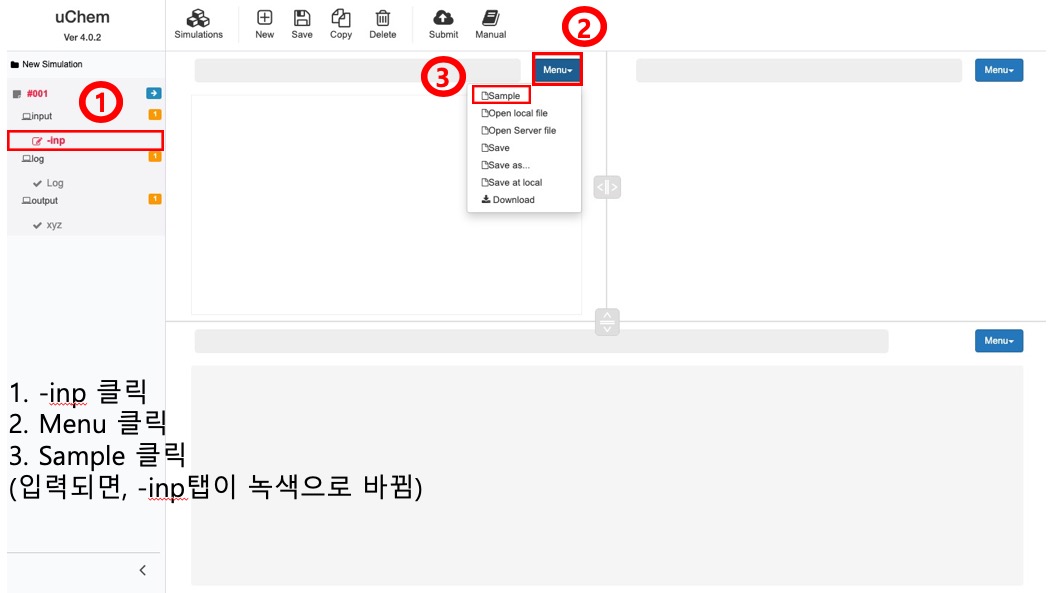 uChem
Ver 4.0.2
Simulations
New
Save
Copy
Delete
Submit
Manual
2
New Simulation
3
Menu
Menu
#001
1
Sample
input
1
Open local file
-inp
Open Server file
log
1
Save
Save as...
Log
Save at local
output
1
Download
xyz
Menu
1. -inp 클릭
2. Menu 클릭
3. Sample 클릭
(입력되면, -inp탭이 녹색으로 바뀜)